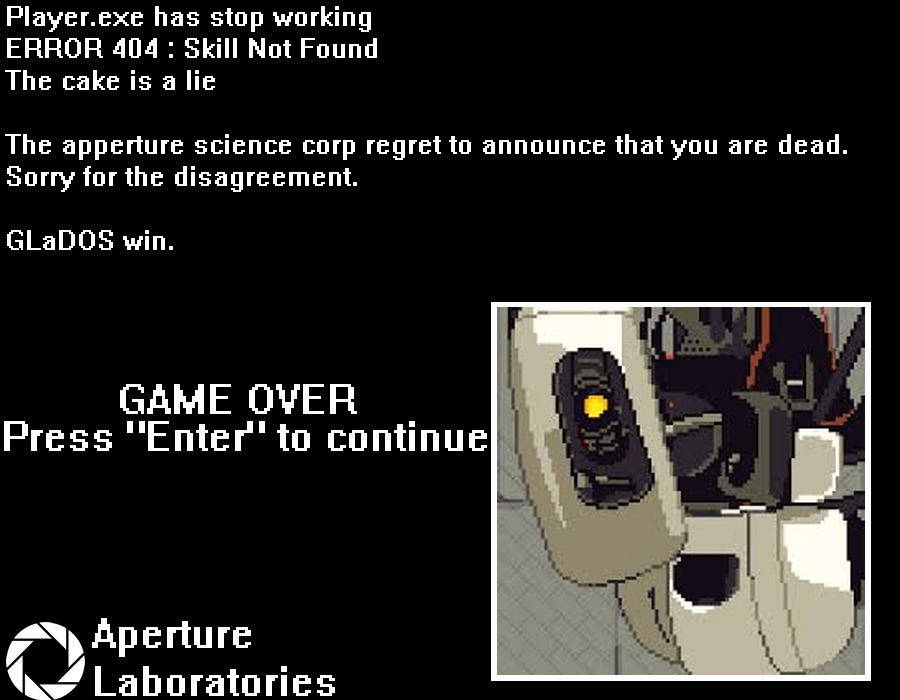 Player.exe has stop working
ERROR 404 : Skill Not Found
The cake is a lie
The apperture science corp regret to announce that you are dead.
Sorry for the disagreement.
GLaDOS win.
GAME OVER
Press "Enter" to continue
Aperture
Laboratories